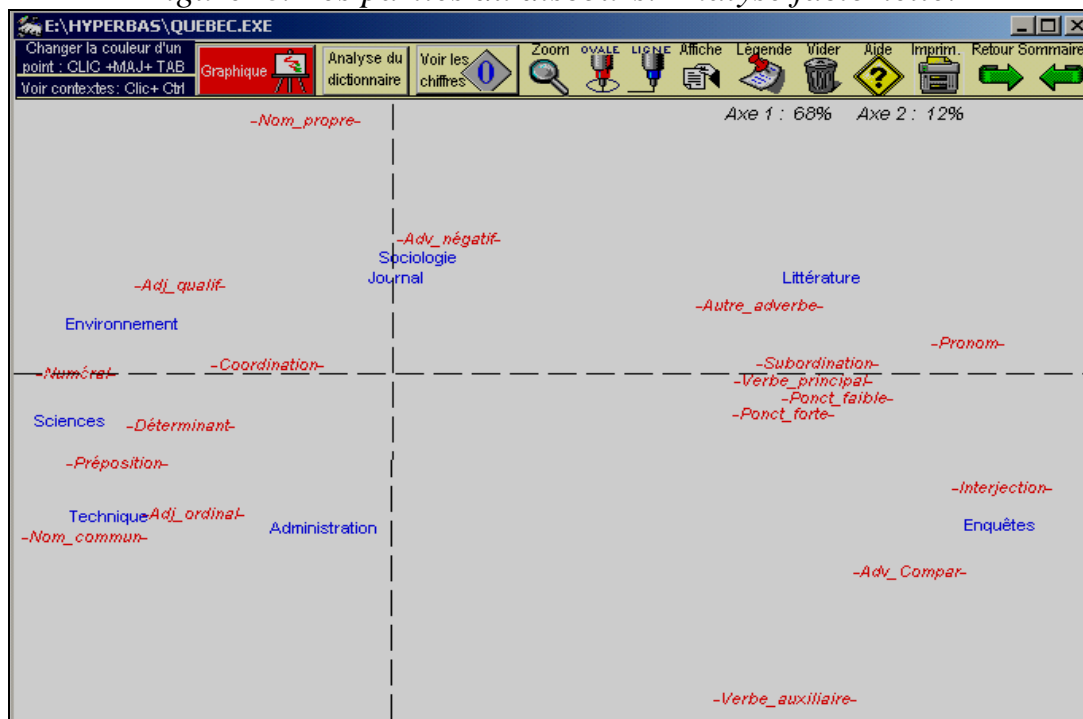 E:\HYPERBAS\QUEBEC.EXE
Changer la couleur d'un
point : CLIC +MAJ+ TAB
Voir contextes: Clic+ Ctrl
Graphique
Analyse du
dictionnaire
Voir les
chiffres
0
Zoom OVALE LIGNE Affiche Légende Vider Aide Imprim. Retour Sommaire
Axe 1 : 68% Axe 2 : 12%
-Nom_propre-
-Adv_négatif-
Sociologie
Journal
Littérature
-Adj_qualif-
-Autre_adverbe-
Environnement
-Pronom-
-Coordination-
-Subordination-
-Numéral-
-Verbe_principal-
-Ponct_faible-
-Ponct_forte-
Sciences
-Déterminant-
-Préposition-
-Interjection-
Technique
-Adj_ordinal-
Administration
Enquêtes
-Nom_commun-
-Adv_Compar-
-Verbe_auxiliaire-